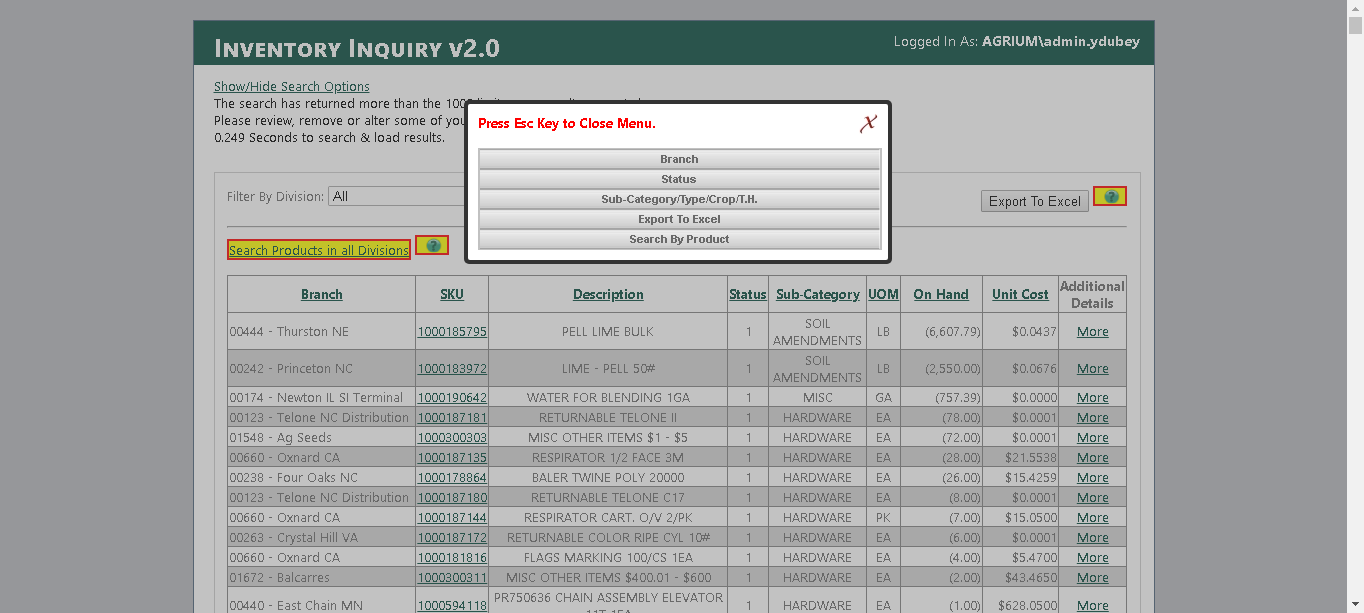 INVENTORY INQUIRY V2.0
Logged In As: AGRIUM\admin.ydubey
Show/Hide Search Options
The search has returned more than the 100
Please review, remove or alter some of you
0.249 Seconds to search & load results.
Press Esc Key to Close Menu.
X
Branch
Status
Sub-Category/Type/Crop/T.H.
Export To Excel
Search By Product
Filter By Division: All
Export To Excel ?
Search Products in all Divisions ?
Branch SKU Description Status Sub-Category UOM On Hand Unit Cost Additional Details
00444 - Thurston NE 1000185795 PELL LIME BULK 1 SOIL AMENDMENTS LB (6,607.79) $0.0437 More
00242 - Princeton NC 1000183972 LIME - PELL 50# 1 SOIL AMENDMENTS LB (2,550.00) $0.0676 More
00174 - Newton IL SI Terminal 1000190642 WATER FOR BLENDING 1GA 1 MISC GA (757.39) $0.0000 More
00123 - Telone NC Distribution 1000187181 RETURNABLE TELONE II 1 HARDWARE EA (78.00) $0.0001 More
01548 - Ag Seeds 1000300303 MISC OTHER ITEMS $1 - $5 1 HARDWARE EA (72.00) $0.0001 More
00660 - Oxnard CA 1000187135 RESPIRATOR 1/2 FACE 3M 1 HARDWARE EA (28.00) $21.5538 More
00238 - Four Oaks NC 1000178864 BALER TWINE POLY 20000 1 HARDWARE EA (26.00) $15.4259 More
00123 - Telone NC Distribution 1000187180 RETURNABLE TELONE C17 1 HARDWARE EA (8.00) $0.0001 More
00660 - Oxnard CA 1000187144 RESPIRATOR CART. O/V 2/PK 1 HARDWARE PK (7.00) $15.0500 More
00263 - Crystal Hill VA 1000187172 RETURNABLE COLOR RIPE CYL 10# 1 HARDWARE EA (6.00) $0.0001 More
00660 - Oxnard CA 1000181816 FLAGS MARKING 100/CS 1EA 1 HARDWARE EA (4.00) $5.4700 More
01672 - Balcarres 1000300311 MISC OTHER ITEMS $400.01 - $600 1 HARDWARE EA (2.00) $43.4650 More
00440 - East Chain MN 1000594118 PR750636 CHAIN ASSEMBLY ELEVATOR 1 HARDWARE EA (1.00) $628.0500 More